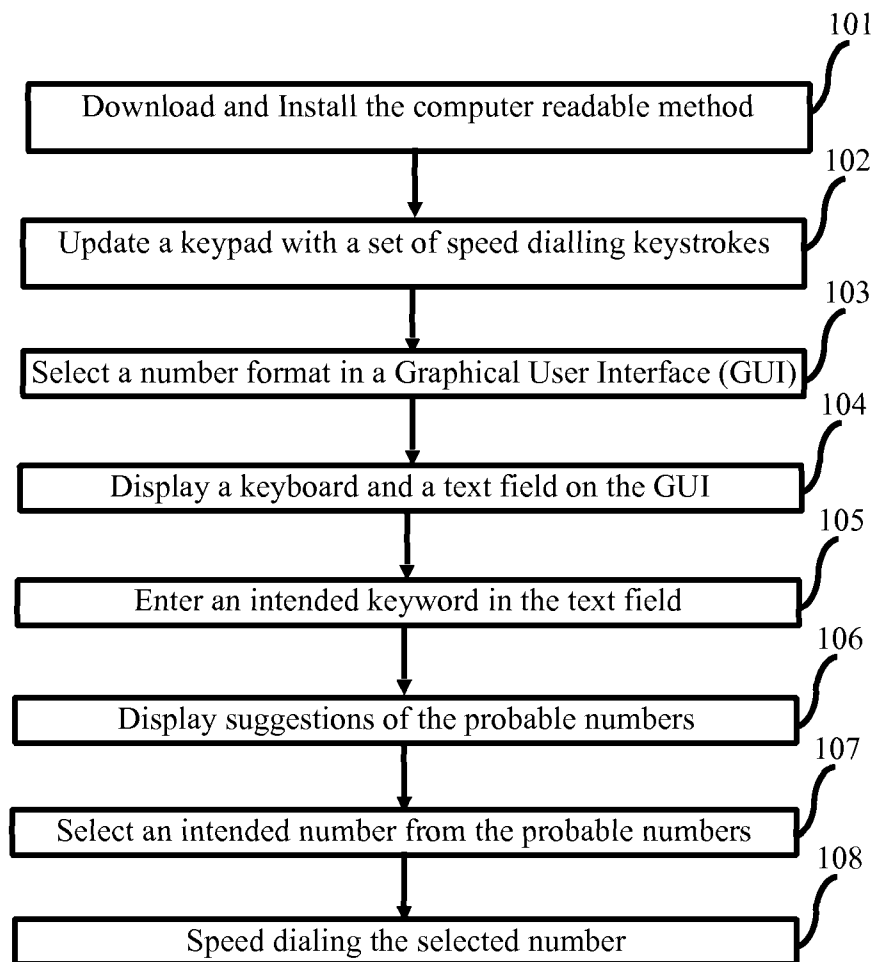 101
Download and Install the computer readable method
102
Update a keypad with a set of speed dialling keystrokes
103
Select a number format in a Graphical User Interface (GUI)
104
Display a keyboard and a text field on the GUI
105
Enter an intended keyword in the text field
106
Display suggestions of the probable numbers
107
Select an intended number from the probable numbers
108
Speed dialing the selected number